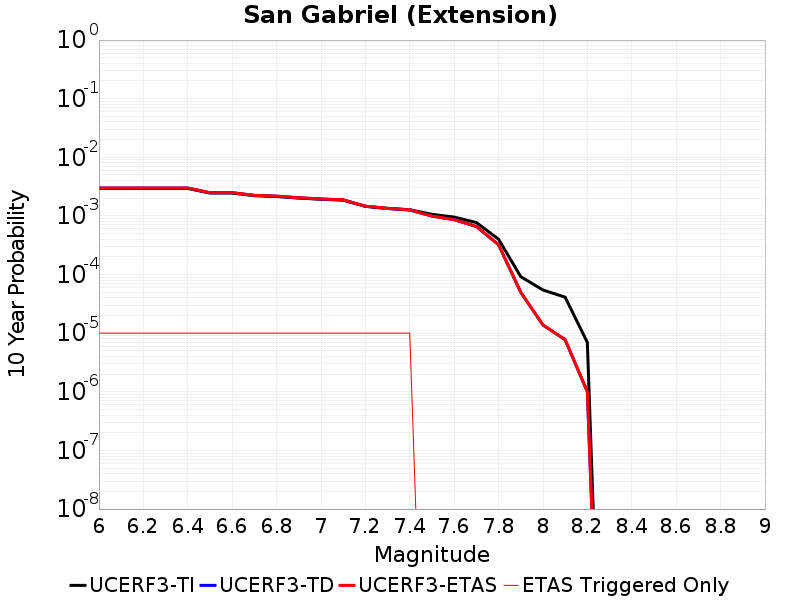 San Gabriel (Extension)
10^0
10^-1
10^-2
10^-3
10^-4
10^-5
10^-6
10^-7
10^-8
10 Year Probability
6 6.2 6.4 6.6 6.8 7 7.2 7.4 7.6 7.8 8 8.2 8.4 8.6 8.8 9
Magnitude
UCERF3-TI UCERF3-TD UCERF3-ETAS ETAS Triggered Only